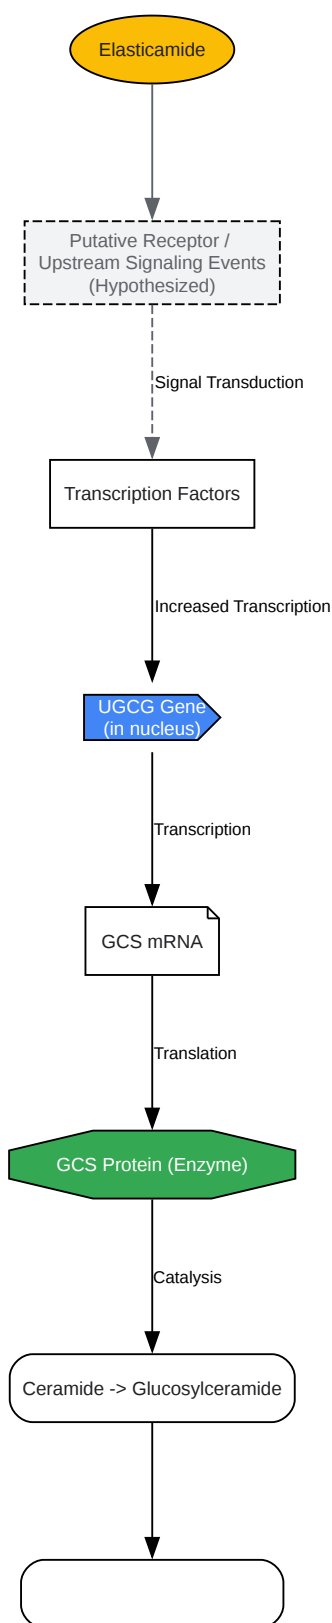 Elasticamide
Putative Receptor /
Upstream Signaling Events
(Hypothesized)
Signal Transduction
Transcription Factors
Increased Transcription
UGCG Gene
(in nucleus)
Transcription
GCS mRNA
Translation
GCS Protein (Enzyme)
Catalysis
Ceramide -> Glucosylceramide